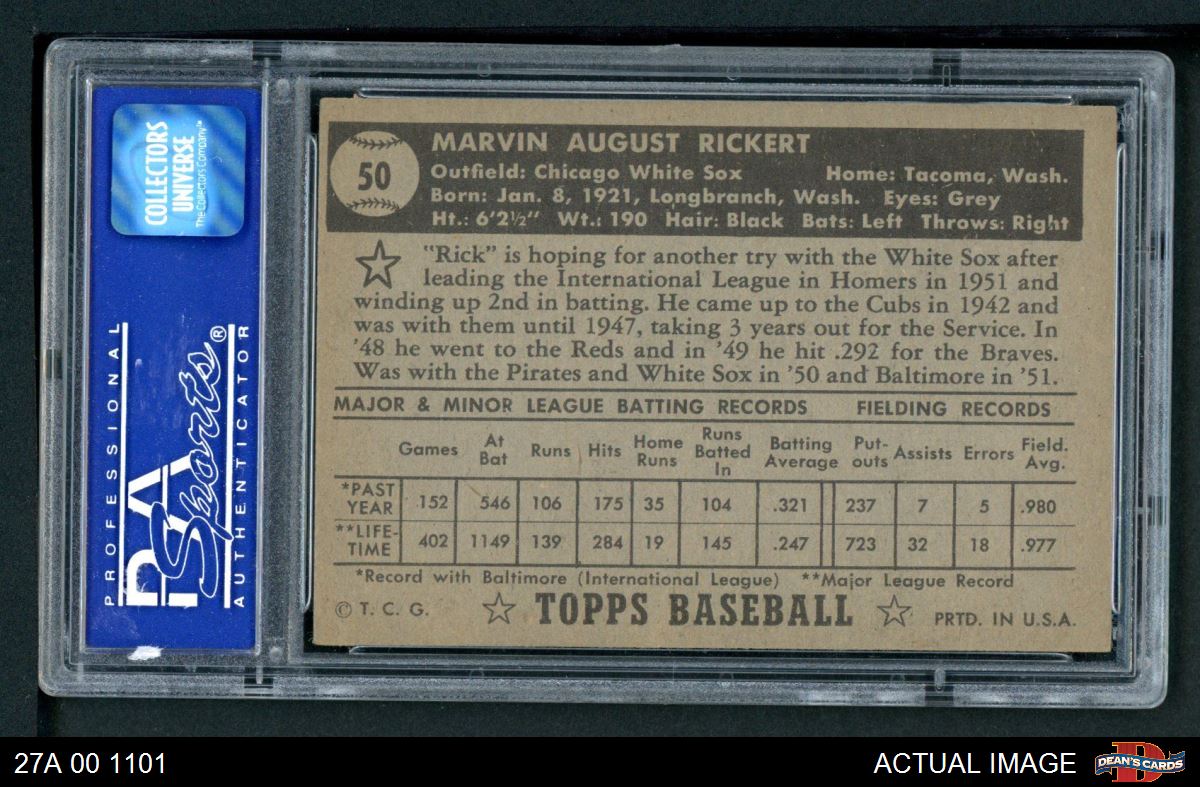 COLLECTORS
UNIVERSE
The Collectors Company™
PROFESSIONAL
PSA
Sports®
AUTHENTICATOR
50
MARVIN AUGUST RICKERT
Outfield: Chicago White Sox Home: Tacoma, Wash.
Born: Jan. 8, 1921, Longbranch, Wash. Eyes: Grey
Ht.: 6'2½" Wt.: 190 Hair: Black Bats: Left Throws: Right
"Rick" is hoping for another try with the White Sox after
leading the International League in Homers in 1951 and
winding up 2nd in batting. He came up to the Cubs in 1942 and
was with them until 1947, taking 3 years out for the Service. In
'48 he went to the Reds and in '49 he hit .292 for the Braves.
Was with the Pirates and White Sox in '50 and Baltimore in '51.
MAJOR & MINOR LEAGUE BATTING RECORDS FIELDING RECORDS
Games At Bat Runs Hits Home Runs Runs Batted In Batting Average Put-outs Assists Errors Field. Avg.
*PAST YEAR 152 546 106 175 35 104 .321 237 7 5 .980
**LIFE-TIME 402 1149 139 284 19 145 .247 723 32 18 .977
*Record with Baltimore (International League) **Major League Record
© T. C. G. TOPPS BASEBALL PRTD. IN U.S.A.
27A 00 1101
ACTUAL IMAGE
D
DEAN'S CARDS